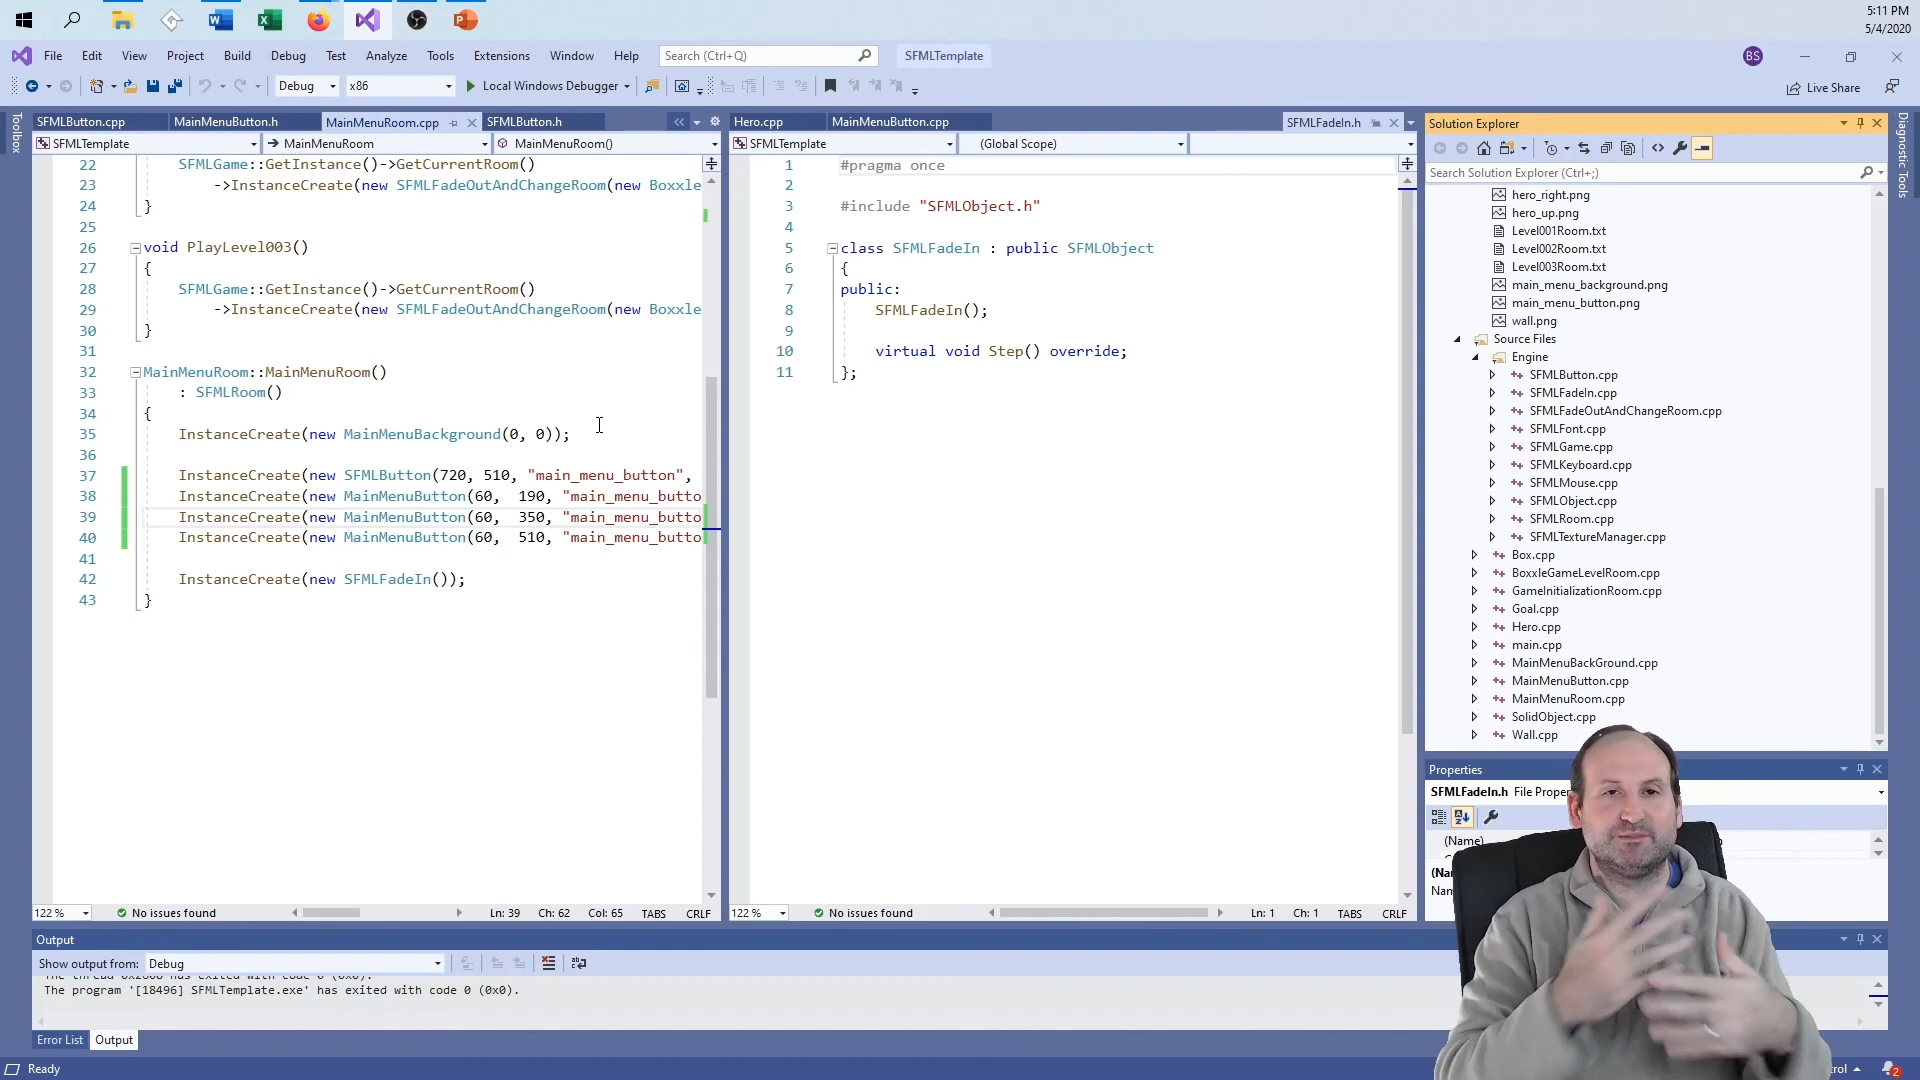 5:11 PM
5/4/2020
File Edit View Project Build Debug Test Analyze Tools Extensions Window Help Search (Ctrl+Q) SFMLTemplate BS
Debug x86 Local Windows Debugger Live Share
Toolbox
SFMLButton.cpp MainMenuButton.h MainMenuRoom.cpp SFMLButton.h
SFMLTemplate MainMenuRoom MainMenuRoom()
22 SFMLGame::GetInstance()->GetCurrentRoom()
23 ->InstanceCreate(new SFMLFadeOutAndChangeRoom(new Boxxle
24 }
25
26 void PlayLevel003()
27 {
28 SFMLGame::GetInstance()->GetCurrentRoom()
29 ->InstanceCreate(new SFMLFadeOutAndChangeRoom(new Boxxle
30 }
31
32 MainMenuRoom::MainMenuRoom()
33 : SFMLRoom()
34 {
35 InstanceCreate(new MainMenuBackground(0, 0));
36
37 InstanceCreate(new SFMLButton(720, 510, "main_menu_button",
38 InstanceCreate(new MainMenuButton(60, 190, "main_menu_butto
39 InstanceCreate(new MainMenuButton(60, 350, "main_menu_butto
40 InstanceCreate(new MainMenuButton(60, 510, "main_menu_butto
41
42 InstanceCreate(new SFMLFadeIn());
43 }
122 % No issues found Ln: 39 Ch: 62 Col: 65 TABS CRLF
Hero.cpp MainMenuButton.cpp SFMLFadeIn.h
SFMLTemplate (Global Scope)
1 #pragma once
2
3 #include "SFMLObject.h"
4
5 class SFMLFadeIn : public SFMLObject
6 {
7 public:
8 SFMLFadeIn();
9
10 virtual void Step() override;
11 };
122 % No issues found Ln: 1 Ch: 1 TABS CRLF
Solution Explorer
Search Solution Explorer (Ctrl+;)
hero_right.png
hero_up.png
Level001Room.txt
Level002Room.txt
Level003Room.txt
main_menu_background.png
main_menu_button.png
wall.png
Source Files
Engine
SFMLButton.cpp
SFMLFadeIn.cpp
SFMLFadeOutAndChangeRoom.cpp
SFMLFont.cpp
SFMLGame.cpp
SFMLKeyboard.cpp
SFMLMouse.cpp
SFMLObject.cpp
SFMLRoom.cpp
SFMLTextureManager.cpp
Box.cpp
BoxxleGameLevelRoom.cpp
GameInitializationRoom.cpp
Goal.cpp
Hero.cpp
main.cpp
MainMenuBackGround.cpp
MainMenuButton.cpp
MainMenuRoom.cpp
SolidObject.cpp
Wall.cpp
Diagnostic Tools
Properties
SFMLFadeIn.h File Proper
(Name)
(Na
Nam
Output
Show output from: Debug
The program '[18496] SFMLTemplate.exe' has exited with code 0 (0x0).
Error List Output
Ready
rol 2